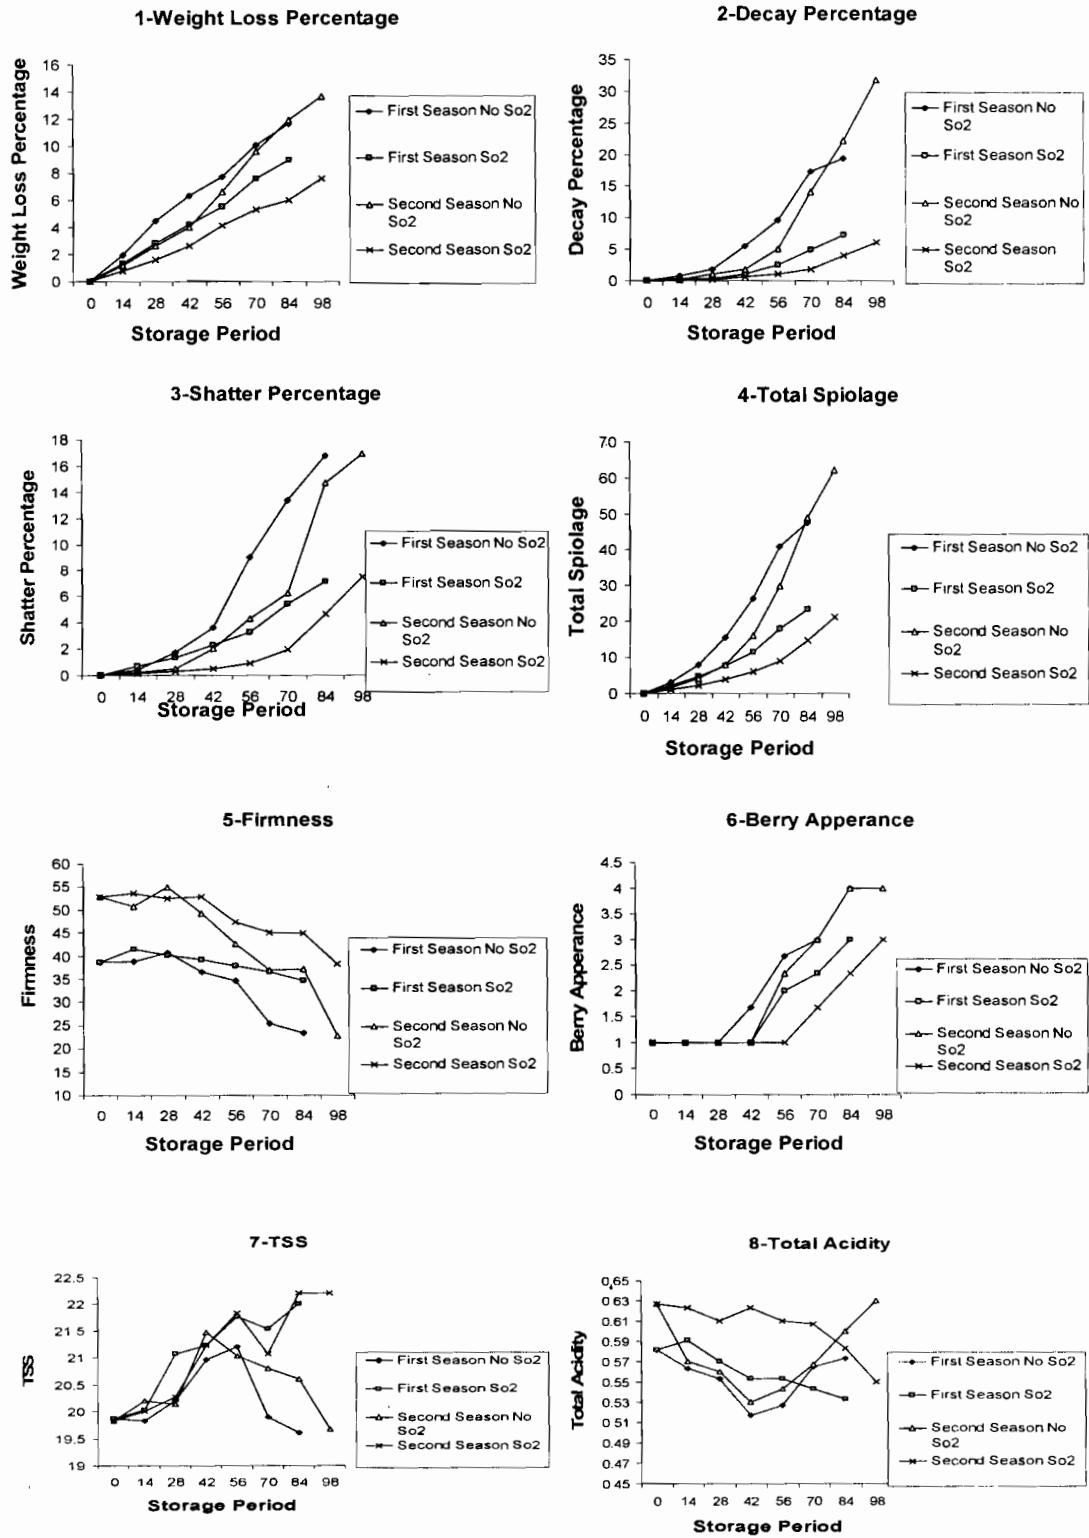 1-Weight Loss Percentage
Weight Loss Percentage
16
14
12
10
8
6
4
2
0
0 14 28 42 56 70 84 98
Storage Period
First Season No So2
First Season So2
Second Season No
So2
Second Season So2
2-Decay Percentage
Decay Percentage
35
30
25
20
15
10
5
0
0 14 28 42 56 70 84 98
Storage Period
First Season No
So2
First Season So2
Second Season No
So2
Second Season
So2
3-Shatter Percentage
Shatter Percentage
18
16
14
12
10
8
6
4
2
0
0 14 28 42 56 70 84 98
Storage Period
First Season No So2
First Season So2
Second Season No
So2
Second Season So2
4-Total Spiolage
Total Spiolage
70
60
50
40
30
20
10
0
0 14 28 42 56 70 84 98
Storage Period
First Season No So2
First Season So2
Second Season No
So2
Second Season So2
5-Firmness
Firmness
60
55
50
45
40
35
30
25
20
15
10
0 14 28 42 56 70 84 98
Storage Period
First Season No So2
First Season So2
Second Season No
So2
Second Season So2
6-Berry Apperance
Berry Apperance
4.5
4
3.5
3
2.5
2
1.5
1
0.5
0
0 14 28 42 56 70 84 98
Storage Period
First Season No So2
First Season So2
Second Season No
So2
Second Season So2
7-TSS
TSS
22.5
22
21.5
21
20.5
20
19.5
19
0 14 28 42 56 70 84 98
Storage Period
First Season No So2
First Season So2
Second Season No
So2
Second Season So2
8-Total Acidity
Total Acidity
0.65
0.63
0.61
0.59
0.57
0.55
0.53
0.51
0.49
0.47
0.45
0 14 28 42 56 70 84 98
Storage Period
First Season No So2
First Season So2
Second Season No
So2
Second Season So2